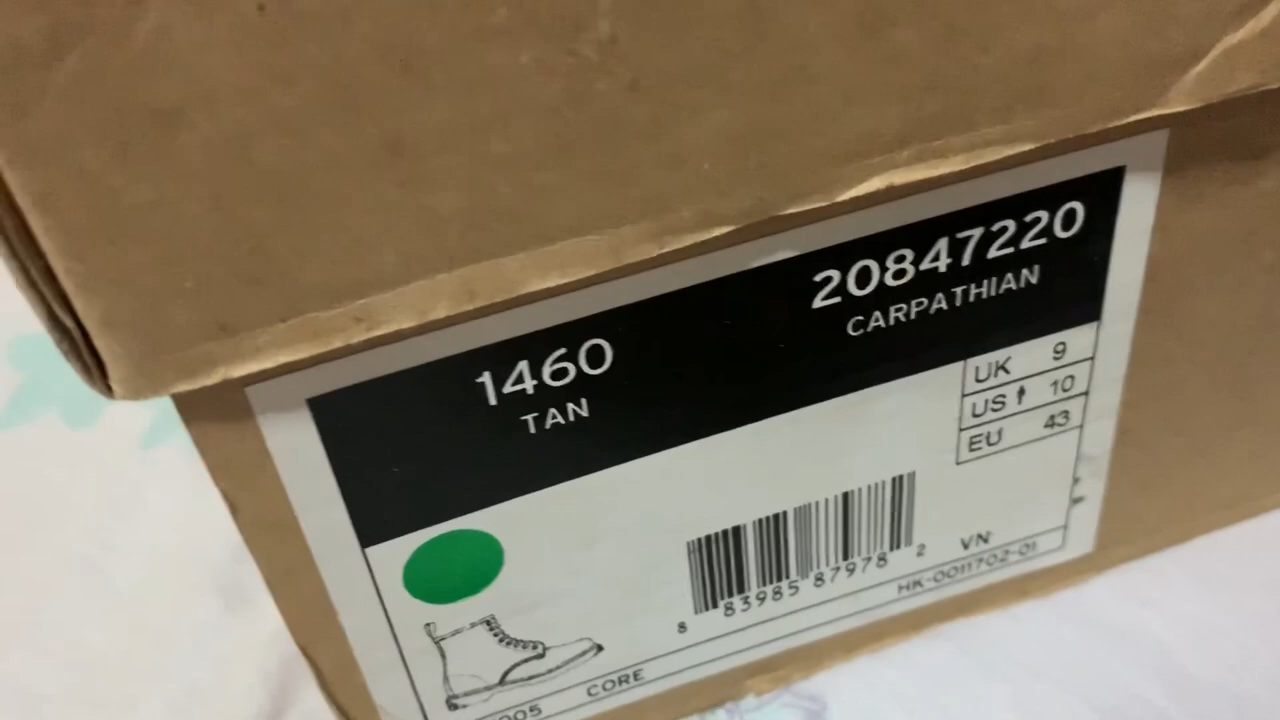 1460
TAN
20847220
CARPATHIAN
UK 9
US 10
EU 43
8 83985 87978 2
VN
HK-0011702-01
005 CORE